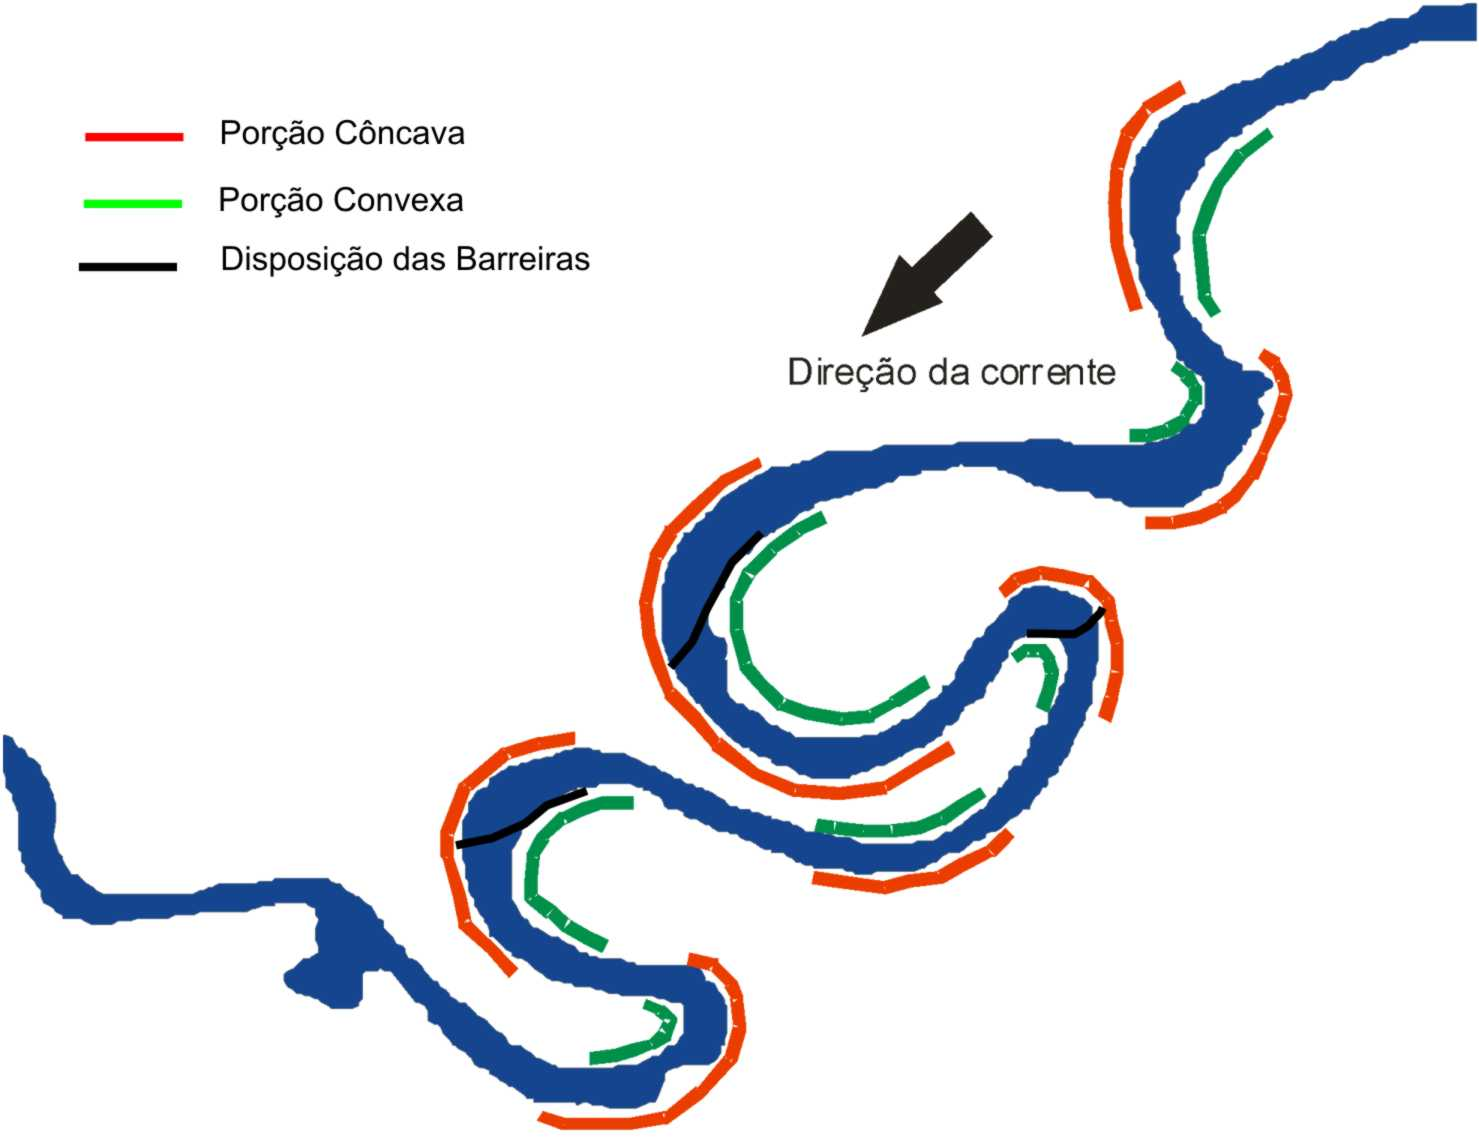 Porção Côncava
Porção Convexa
Disposição das Barreiras
Direção da corrente